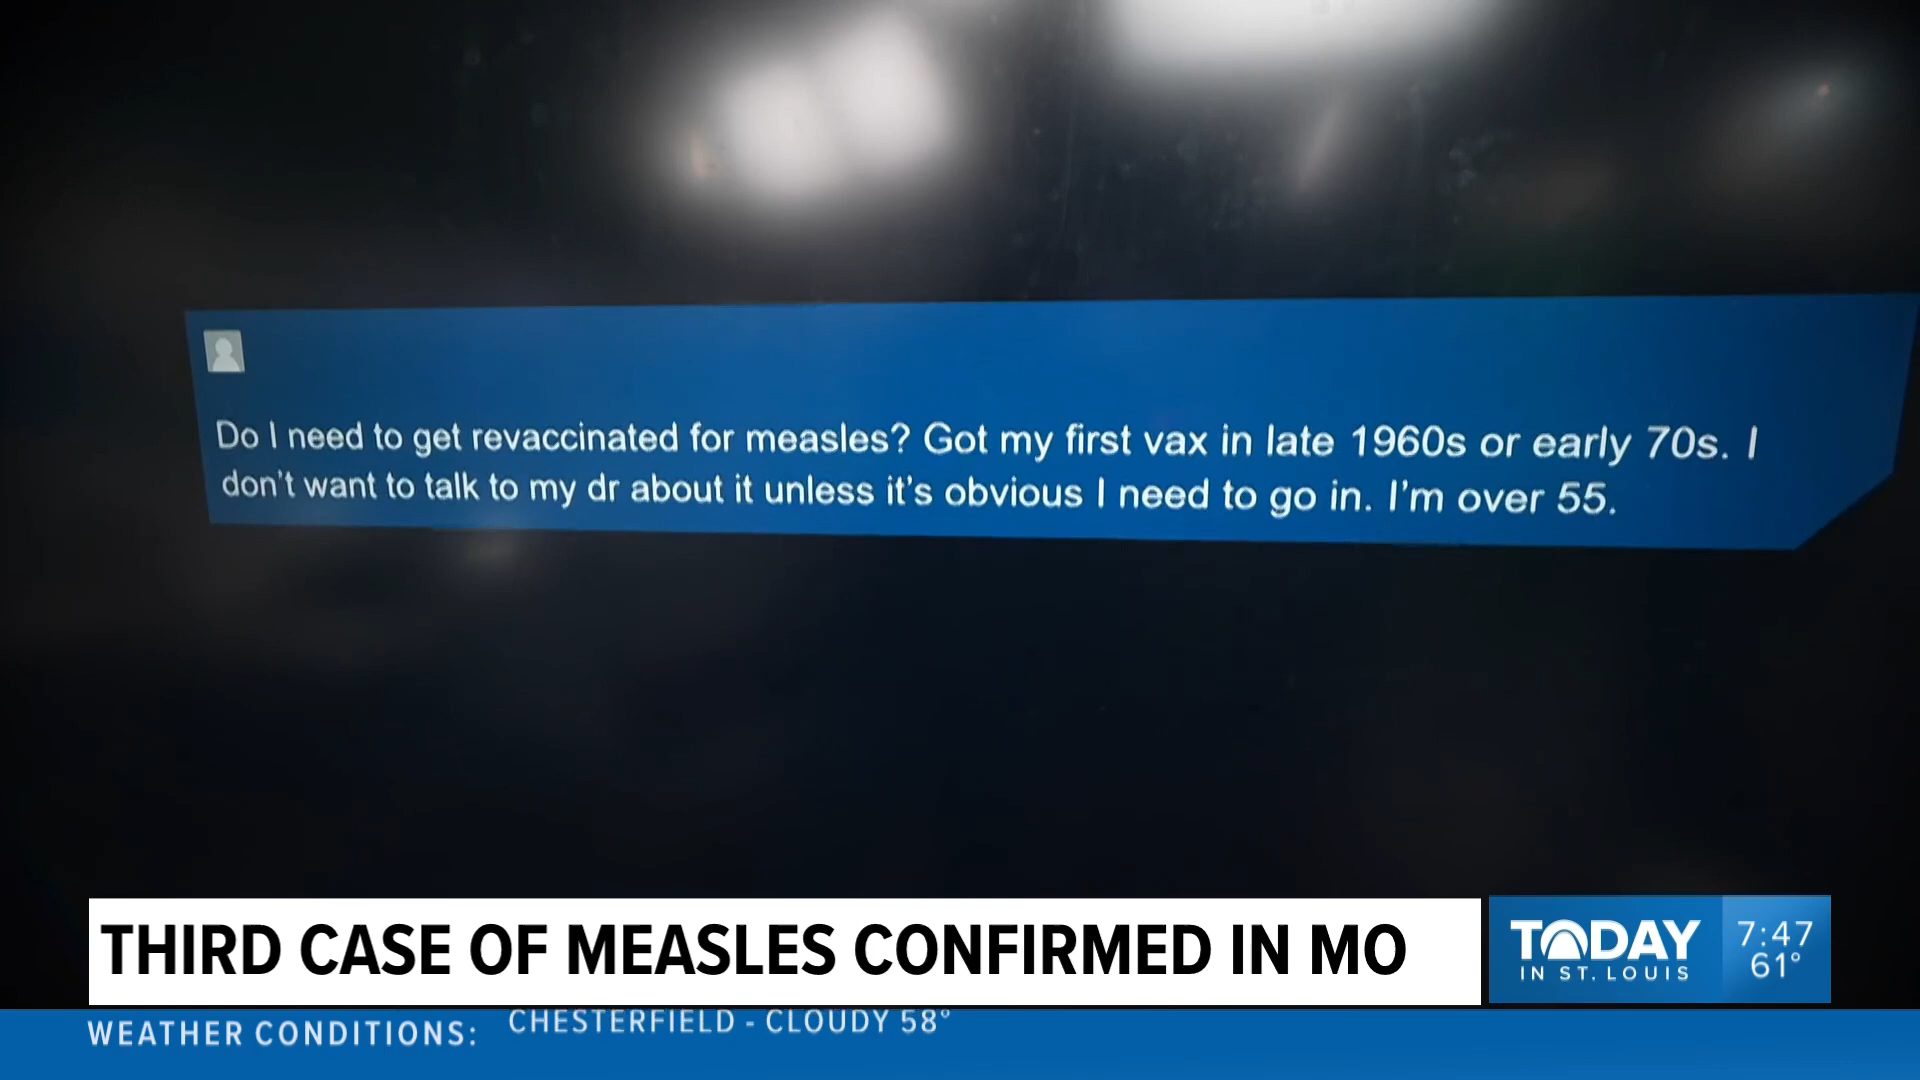 Do I need to get revaccinated for measles? Got my first vax in late 1960s or early 70s. I
don't want to talk to my dr about it unless it's obvious I need to go in. I'm over 55.
THIRD CASE OF MEASLES CONFIRMED IN MO
TODAY
IN ST. LOUIS
7:47
61°
WEATHER CONDITIONS:
CHESTERFIELD - CLOUDY 58°